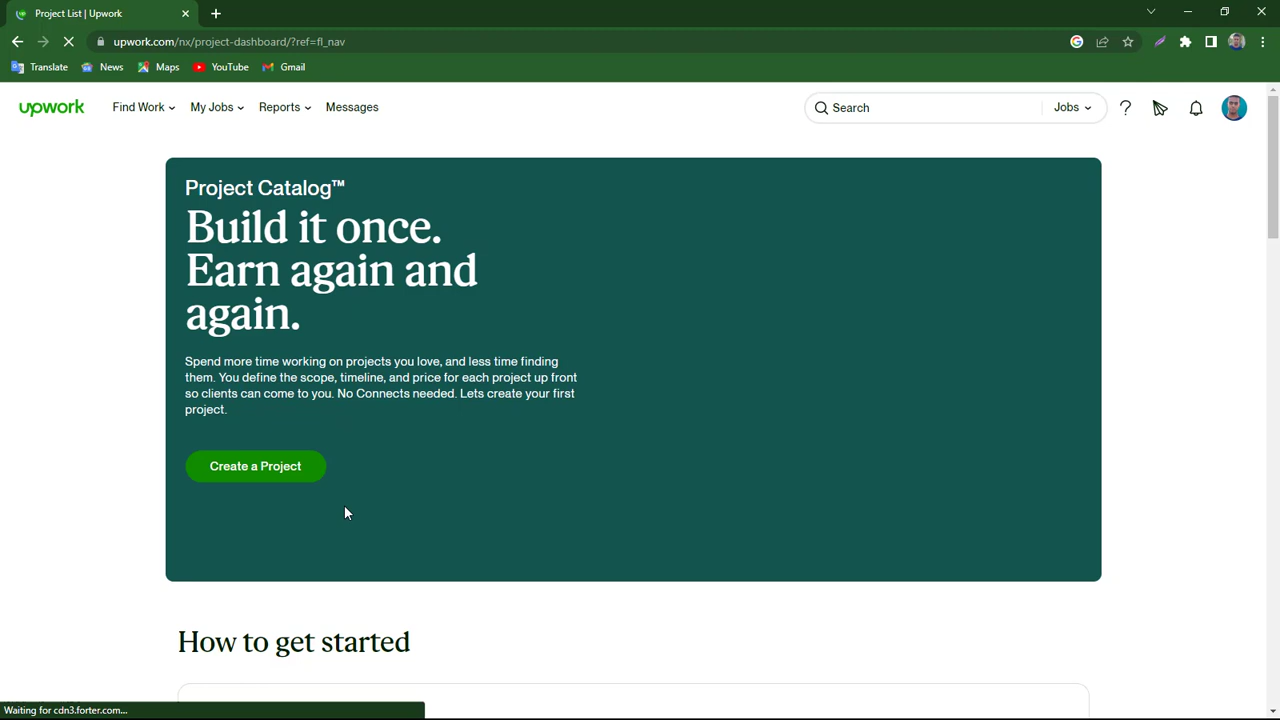 Project List | Upwork
upwork.com/nx/project-dashboard/?ref=fl_nav
Translate News Maps YouTube Gmail
upwork Find Work My Jobs Reports Messages Search Jobs
Project Catalog™
Build it once.
Earn again and
again.
Spend more time working on projects you love, and less time finding
them. You define the scope, timeline, and price for each project up front
so clients can come to you. No Connects needed. Lets create your first
project.
Create a Project
How to get started
Waiting for cdn3.forter.com...